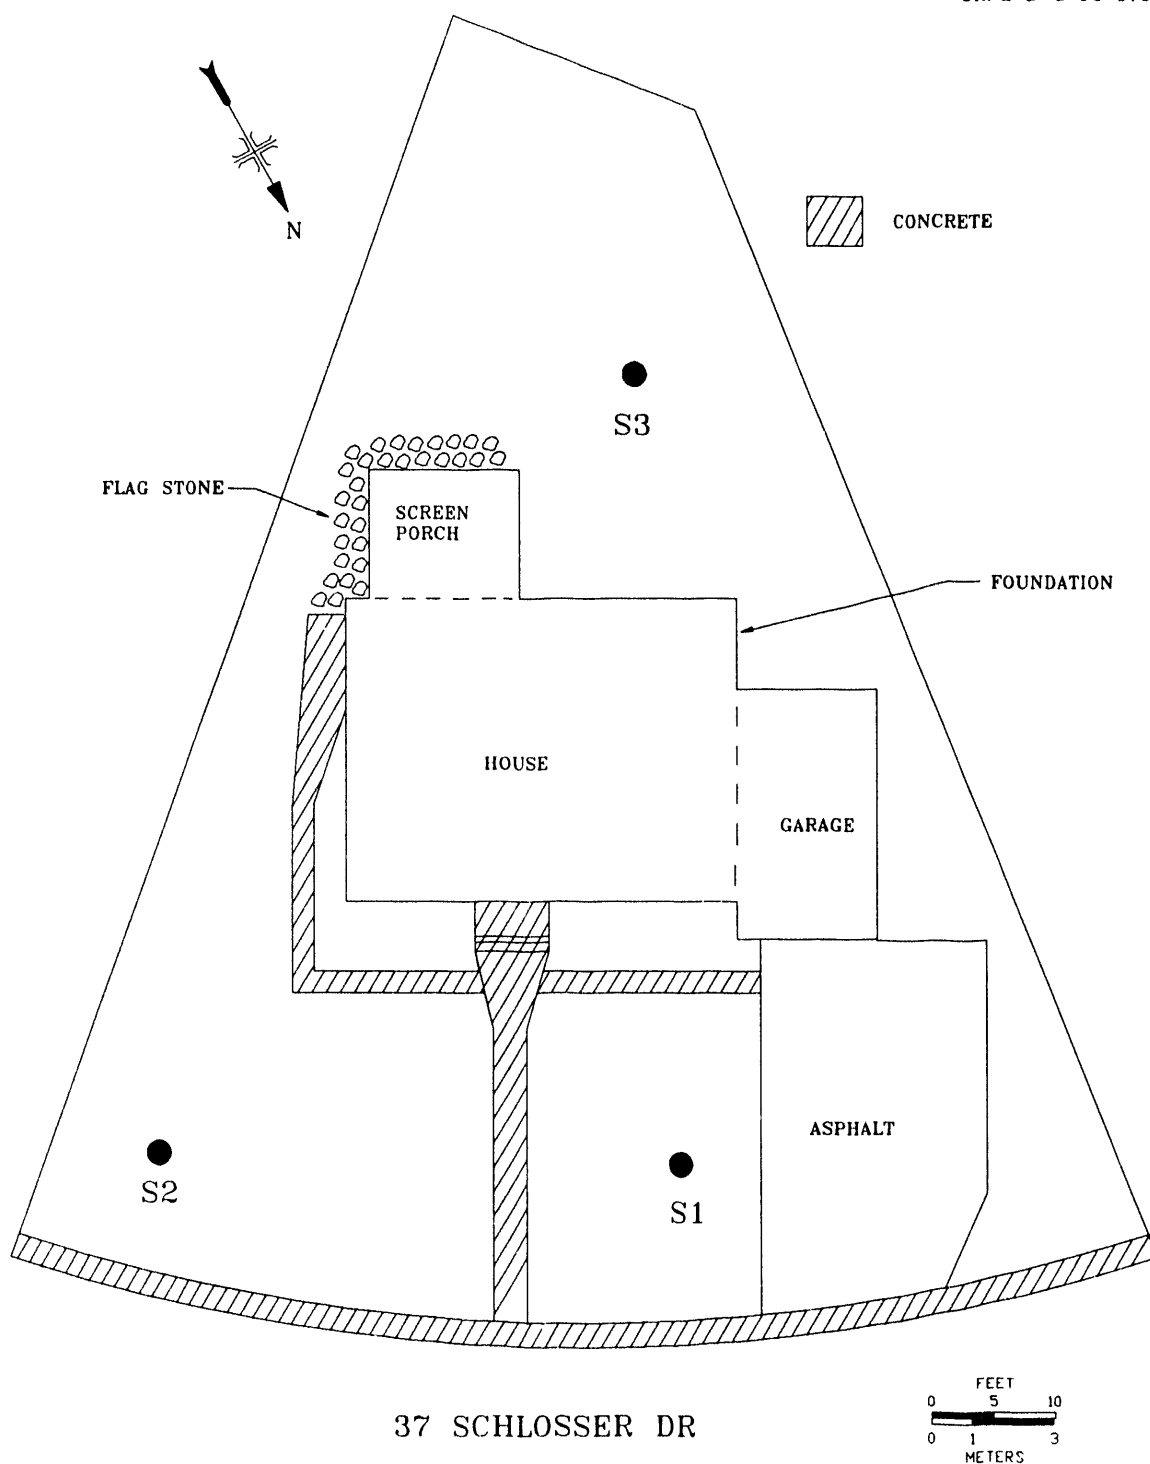 N
CONCRETE
S3
FLAG STONE
SCREEN
PORCH
FOUNDATION
HOUSE
GARAGE
ASPHALT
S2
S1
37 SCHLOSSER DR
FEET
0 5 10
0 1 3
METERS